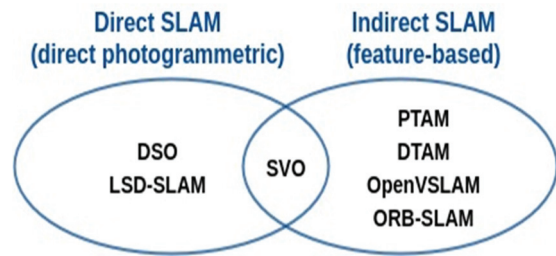 Direct SLAM
(direct photogrammetric)
Indirect SLAM
(feature-based)
DSO
LSD-SLAM
SVO
PTAM
DTAM
OpenVSLAM
ORB-SLAM